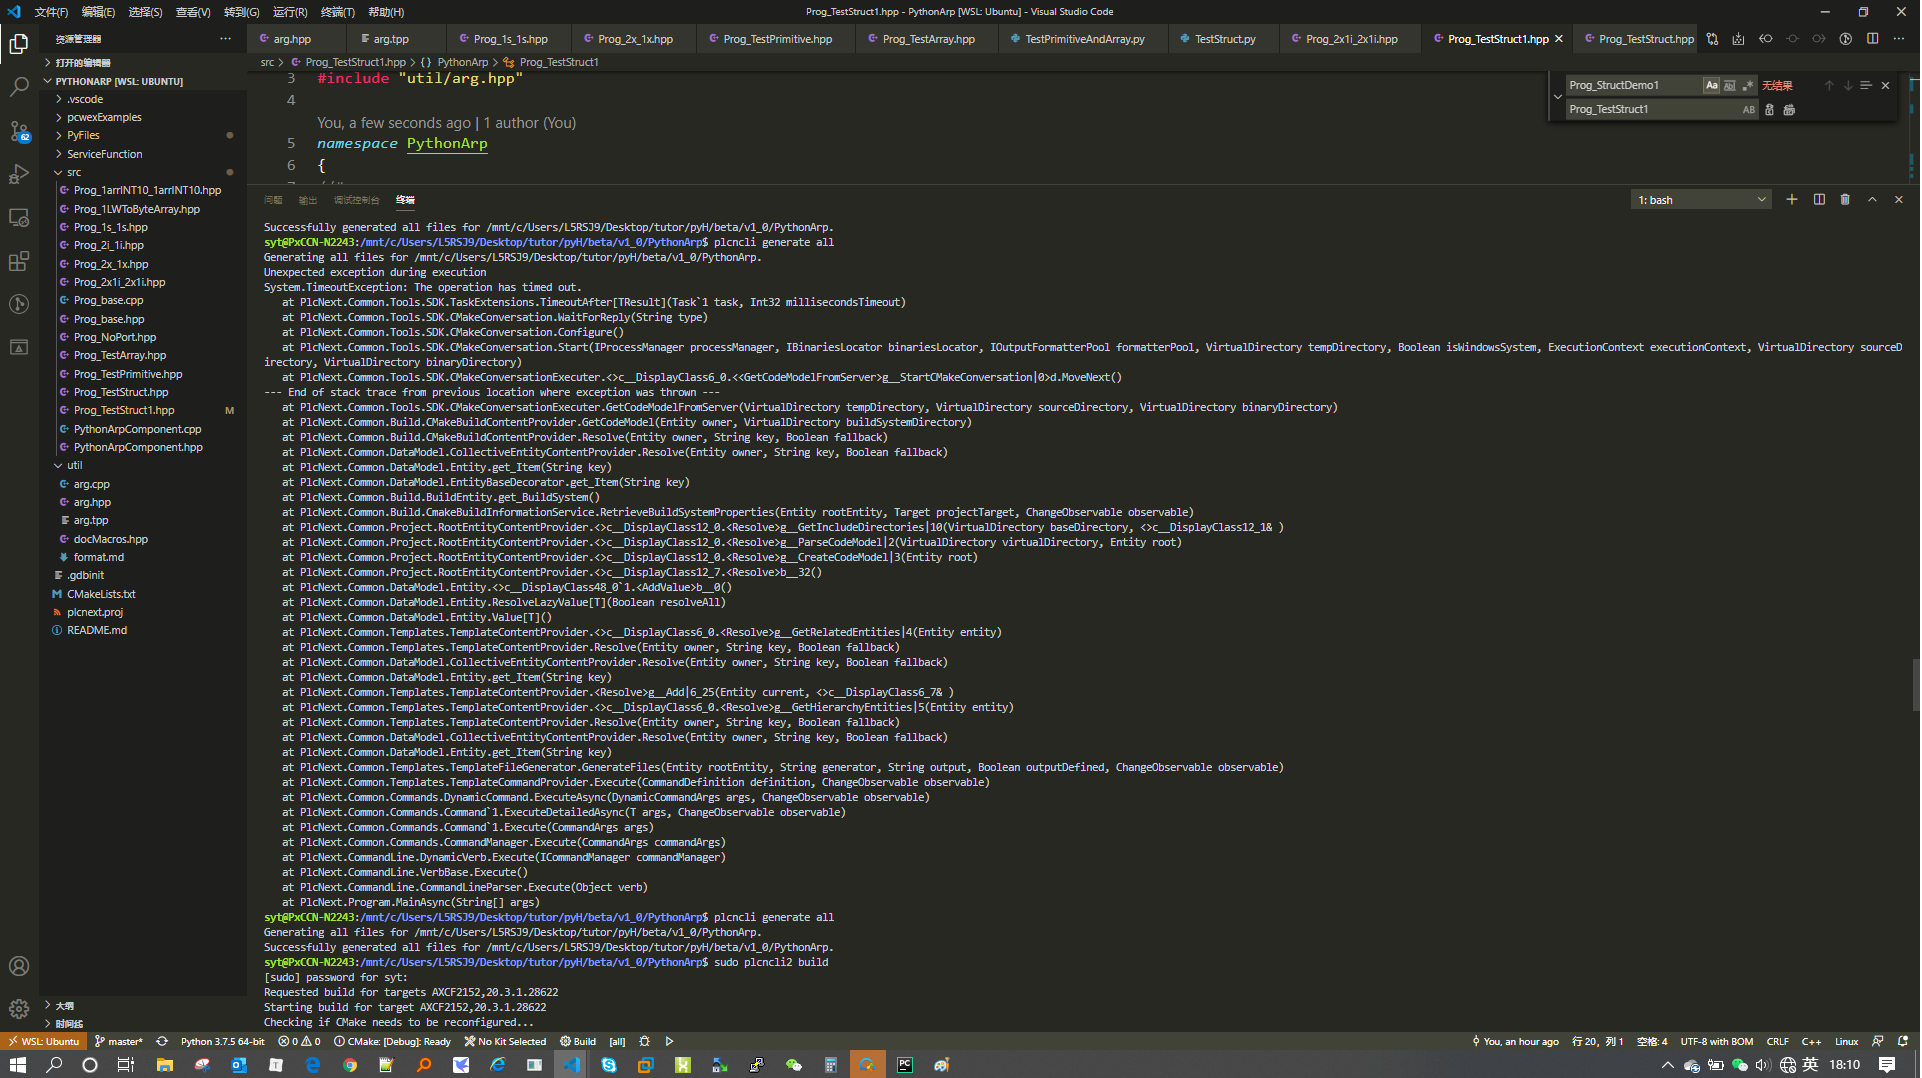 文件(F) 编辑(E) 选择(S) 查看(V) 转到(G) 运行(R) 终端(T) 帮助(H) Prog_TestStruct1.hpp - PythonArp [WSL: Ubuntu] - Visual Studio Code
资源管理器
arg.hpp arg.tpp Prog_1s_1s.hpp Prog_2x_1x.hpp Prog_TestPrimitive.hpp Prog_TestArray.hpp TestPrimitiveAndArray.py TestStruct.py Prog_2x1i_2x1i.hpp Prog_TestStruct1.hpp Prog_TestStruct.hpp
src > Prog_TestStruct1.hpp > {} PythonArp > Prog_TestStruct1
打开的编辑器
PYTHONARP [WSL: UBUNTU]
.vscode
pcwexExamples
PyFiles
ServiceFunction
src
Prog_1arrINT10_1arrINT10.hpp
Prog_1LWToByteArray.hpp
Prog_1s_1s.hpp
Prog_2i_1i.hpp
Prog_2x_1x.hpp
Prog_2x1i_2x1i.hpp
Prog_base.cpp
Prog_base.hpp
Prog_NoPort.hpp
Prog_TestArray.hpp
Prog_TestPrimitive.hpp
Prog_TestStruct.hpp
Prog_TestStruct1.hpp M
PythonArpComponent.cpp
PythonArpComponent.hpp
util
arg.cpp
arg.hpp
arg.tpp
docMacros.hpp
format.md
.gdbinit
CMakeLists.txt
plcnext.proj
README.md
大纲
时间线
62
3 #include "util/arg.hpp"
4
You, a few seconds ago | 1 author (You)
5 namespace PythonArp
6 {
Prog_StructDemo1 Aa 无结果
Prog_TestStruct1 AB
问题 输出 调试控制台 终端 1: bash
Successfully generated all files for /mnt/c/Users/L5RSJ9/Desktop/tutor/pyH/beta/v1_0/PythonArp.
syt@PxCCN-N2243:/mnt/c/Users/L5RSJ9/Desktop/tutor/pyH/beta/v1_0/PythonArp$ plcncli generate all
Generating all files for /mnt/c/Users/L5RSJ9/Desktop/tutor/pyH/beta/v1_0/PythonArp.
Unexpected exception during execution
System.TimeoutException: The operation has timed out.
at PlcNext.Common.Tools.SDK.TaskExtensions.TimeoutAfter[TResult](Task`1 task, Int32 millisecondsTimeout)
at PlcNext.Common.Tools.SDK.CMakeConversation.WaitForReply(String type)
at PlcNext.Common.Tools.SDK.CMakeConversation.Configure()
at PlcNext.Common.Tools.SDK.CMakeConversation.Start(IProcessManager processManager, IBinariesLocator binariesLocator, IOutputFormatterPool formatterPool, VirtualDirectory tempDirectory, Boolean isWindowsSystem, ExecutionContext executionContext, VirtualDirectory sourceD
irectory, VirtualDirectory binaryDirectory)
at PlcNext.Common.Tools.SDK.CMakeConversationExecuter.<>c__DisplayClass6_0.<<GetCodeModelFromServer>g__StartCMakeConversation|0>d.MoveNext()
--- End of stack trace from previous location where exception was thrown ---
at PlcNext.Common.Tools.SDK.CMakeConversationExecuter.GetCodeModelFromServer(VirtualDirectory tempDirectory, VirtualDirectory sourceDirectory, VirtualDirectory binaryDirectory)
at PlcNext.Common.Build.CMakeBuildContentProvider.GetCodeModel(Entity owner, VirtualDirectory buildSystemDirectory)
at PlcNext.Common.Build.CMakeBuildContentProvider.Resolve(Entity owner, String key, Boolean fallback)
at PlcNext.Common.DataModel.CollectiveEntityContentProvider.Resolve(Entity owner, String key, Boolean fallback)
at PlcNext.Common.DataModel.Entity.get_Item(String key)
at PlcNext.Common.DataModel.EntityBaseDecorator.get_Item(String key)
at PlcNext.Common.Build.BuildEntity.get_BuildSystem()
at PlcNext.Common.Build.CmakeBuildInformationService.RetrieveBuildSystemProperties(Entity rootEntity, Target projectTarget, ChangeObservable observable)
at PlcNext.Common.Project.RootEntityContentProvider.<>c__DisplayClass12_0.<Resolve>g__GetIncludeDirectories|10(VirtualDirectory baseDirectory, <>c__DisplayClass12_1& )
at PlcNext.Common.Project.RootEntityContentProvider.<>c__DisplayClass12_0.<Resolve>g__ParseCodeModel|2(VirtualDirectory virtualDirectory, Entity root)
at PlcNext.Common.Project.RootEntityContentProvider.<>c__DisplayClass12_0.<Resolve>g__CreateCodeModel|3(Entity root)
at PlcNext.Common.Project.RootEntityContentProvider.<>c__DisplayClass12_7.<Resolve>b__32()
at PlcNext.Common.DataModel.Entity.<>c__DisplayClass48_0`1.<AddValue>b__0()
at PlcNext.Common.DataModel.Entity.ResolveLazyValue[T](Boolean resolveAll)
at PlcNext.Common.DataModel.Entity.Value[T]()
at PlcNext.Common.Templates.TemplateContentProvider.<>c__DisplayClass6_0.<Resolve>g__GetRelatedEntities|4(Entity entity)
at PlcNext.Common.Templates.TemplateContentProvider.Resolve(Entity owner, String key, Boolean fallback)
at PlcNext.Common.DataModel.CollectiveEntityContentProvider.Resolve(Entity owner, String key, Boolean fallback)
at PlcNext.Common.DataModel.Entity.get_Item(String key)
at PlcNext.Common.Templates.TemplateContentProvider.<Resolve>g__Add|6_25(Entity current, <>c__DisplayClass6_7& )
at PlcNext.Common.Templates.TemplateContentProvider.<>c__DisplayClass6_0.<Resolve>g__GetHierarchyEntities|5(Entity entity)
at PlcNext.Common.Templates.TemplateContentProvider.Resolve(Entity owner, String key, Boolean fallback)
at PlcNext.Common.DataModel.CollectiveEntityContentProvider.Resolve(Entity owner, String key, Boolean fallback)
at PlcNext.Common.DataModel.Entity.get_Item(String key)
at PlcNext.Common.Templates.TemplateFileGenerator.GenerateFiles(Entity rootEntity, String generator, String output, Boolean outputDefined, ChangeObservable observable)
at PlcNext.Common.Templates.TemplateCommandProvider.Execute(CommandDefinition definition, ChangeObservable observable)
at PlcNext.Common.Commands.DynamicCommand.ExecuteAsync(DynamicCommandArgs args, ChangeObservable observable)
at PlcNext.Common.Commands.Command`1.ExecuteDetailedAsync(T args, ChangeObservable observable)
at PlcNext.Common.Commands.Command`1.Execute(CommandArgs args)
at PlcNext.Common.Commands.CommandManager.Execute(CommandArgs commandArgs)
at PlcNext.CommandLine.DynamicVerb.Execute(ICommandManager commandManager)
at PlcNext.CommandLine.VerbBase.Execute()
at PlcNext.CommandLine.CommandLineParser.Execute(Object verb)
at PlcNext.Program.MainAsync(String[] args)
syt@PxCCN-N2243:/mnt/c/Users/L5RSJ9/Desktop/tutor/pyH/beta/v1_0/PythonArp$ plcncli generate all
Generating all files for /mnt/c/Users/L5RSJ9/Desktop/tutor/pyH/beta/v1_0/PythonArp.
Successfully generated all files for /mnt/c/Users/L5RSJ9/Desktop/tutor/pyH/beta/v1_0/PythonArp.
syt@PxCCN-N2243:/mnt/c/Users/L5RSJ9/Desktop/tutor/pyH/beta/v1_0/PythonArp$ sudo plcncli2 build
[sudo] password for syt:
Requested build for targets AXCF2152,20.3.1.28622
Starting build for target AXCF2152,20.3.1.28622
Checking if CMake needs to be reconfigured...
WSL: Ubuntu master* Python 3.7.5 64-bit 0 0 CMake: [Debug]: Ready No Kit Selected Build [all] You, an hour ago 行 20，列 1 空格: 4 UTF-8 with BOM CRLF C++ Linux
英 18:10